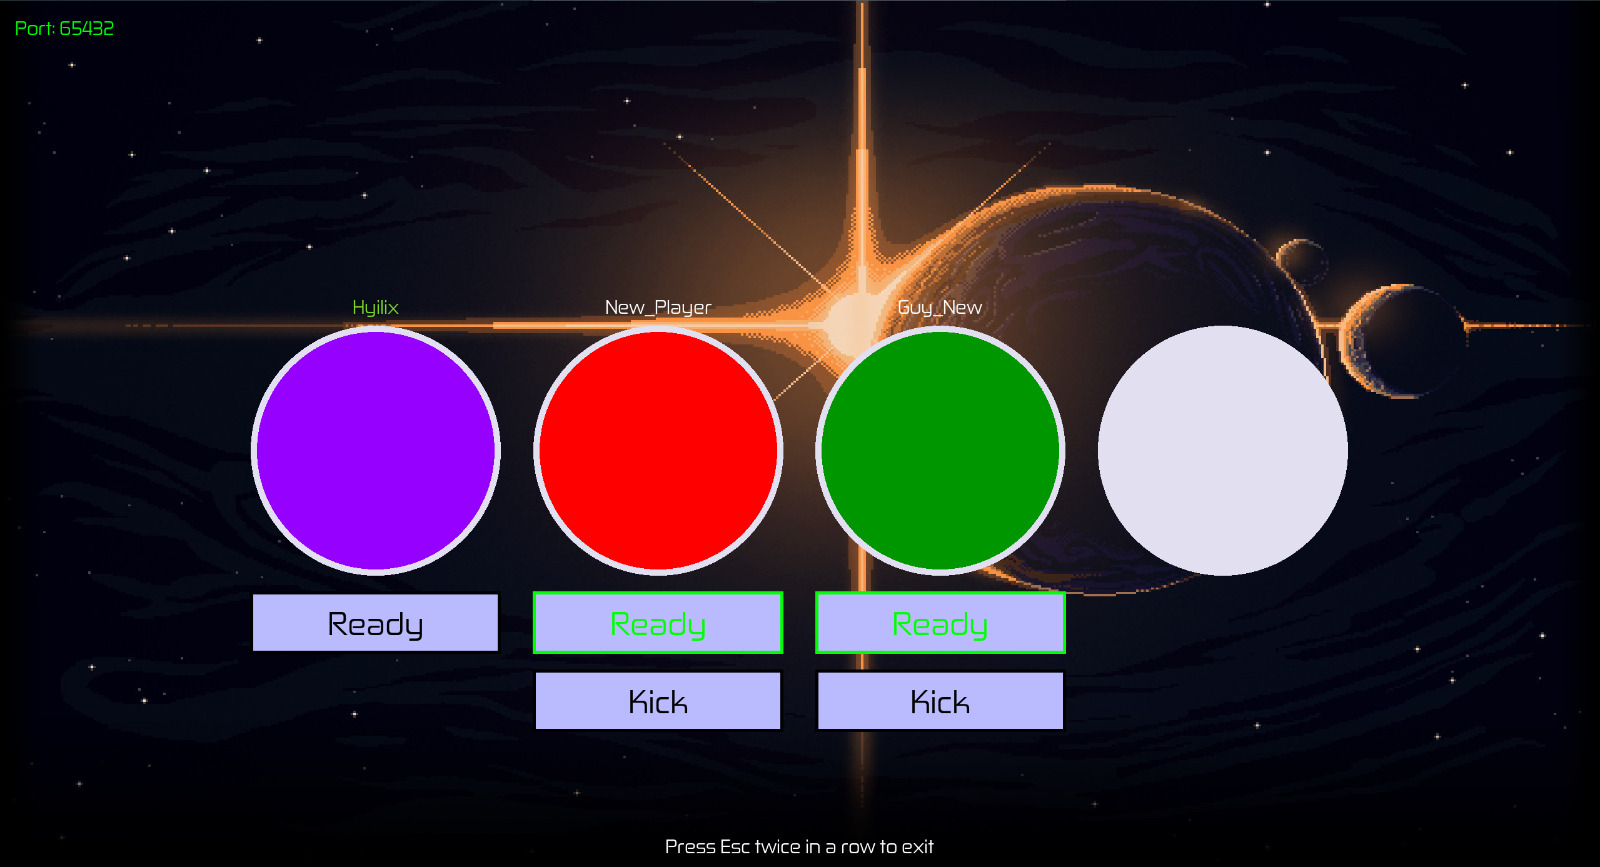 Port: 65432
Hyilix
New_Player
Guy_New
Ready
Ready
Ready
Kick
Kick
Press Esc twice in a row to exit